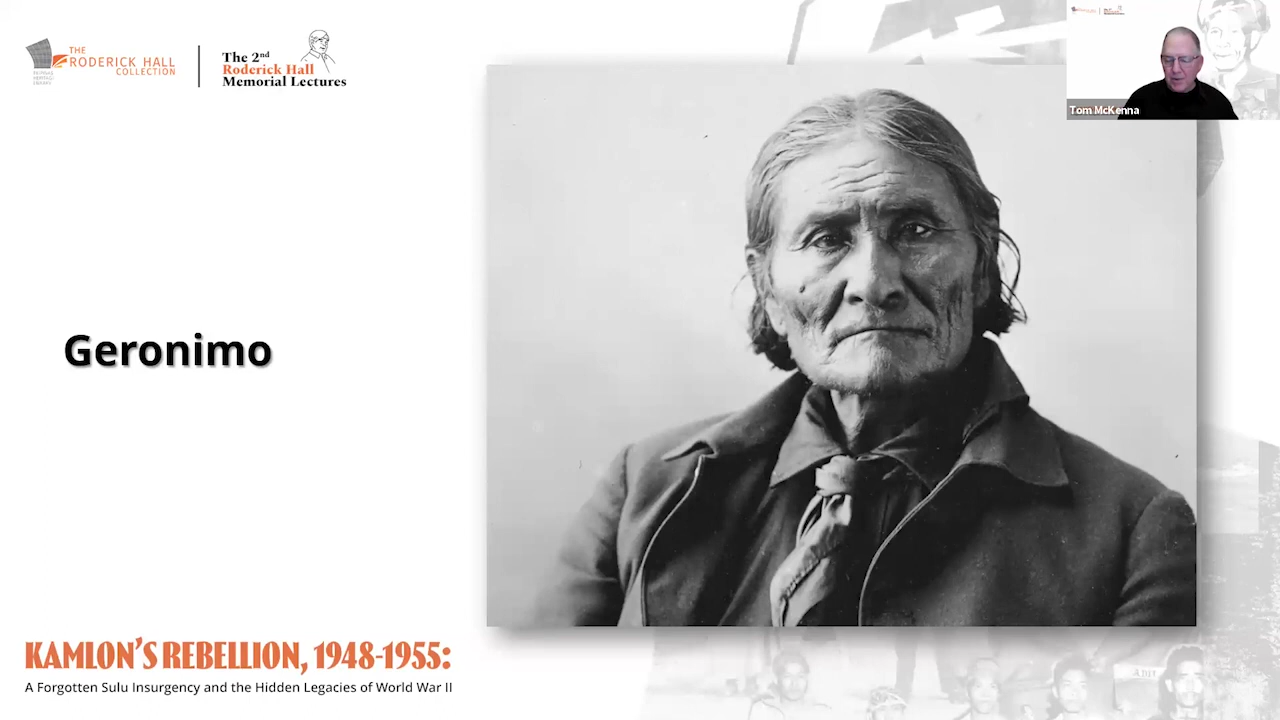 THE
RODERICK HALL
COLLECTION
The 2nd
Roderick Hall
Memorial Lectures
Tom McKenna
Geronimo
KAMLON'S REBELLION, 1948-1955:
A Forgotten Sulu Insurgency and the Hidden Legacies of World War II